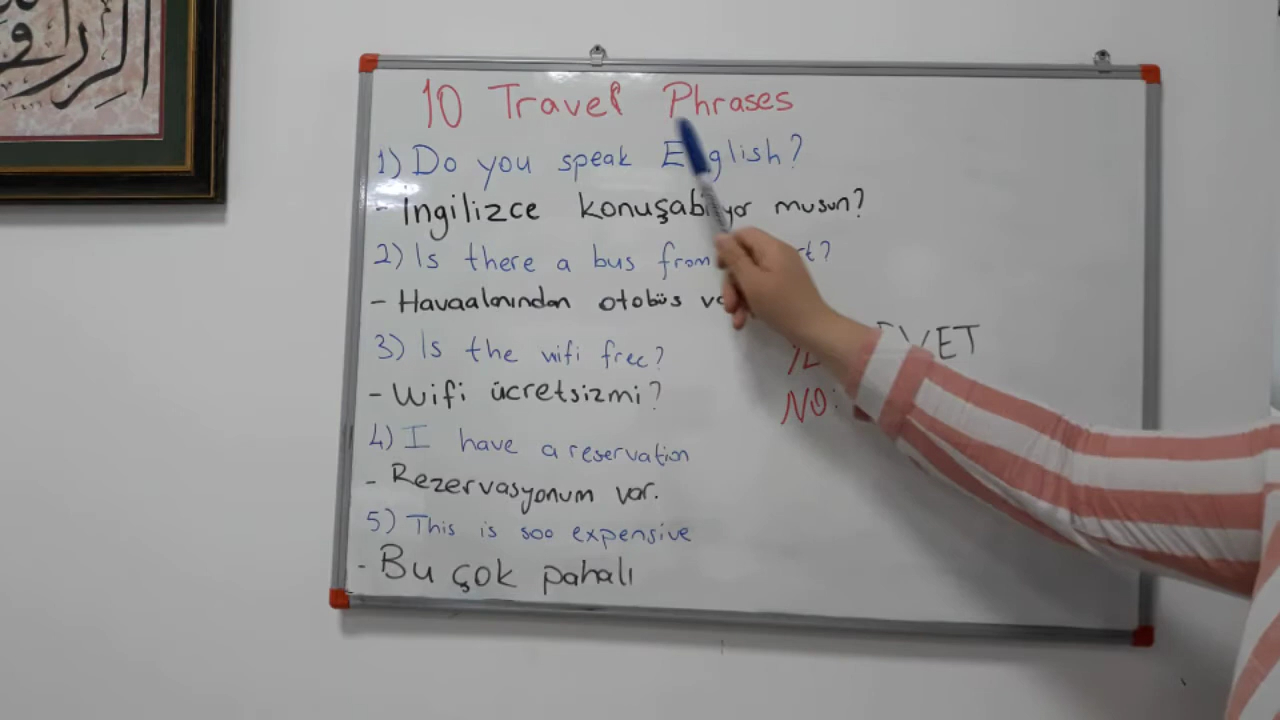 10 Travel Phrases
1) Do you speak English?
- İngilizce konuşabiliyor musun?
2) Is there a bus from
- Havaalanından otobüs
3) Is the wifi free?
EVET
- Wifi ücretsizmi?
NO:
4) I have a reservation
- Rezervasyonum var.
5) This is soo expensive
- Bu çok pahalı